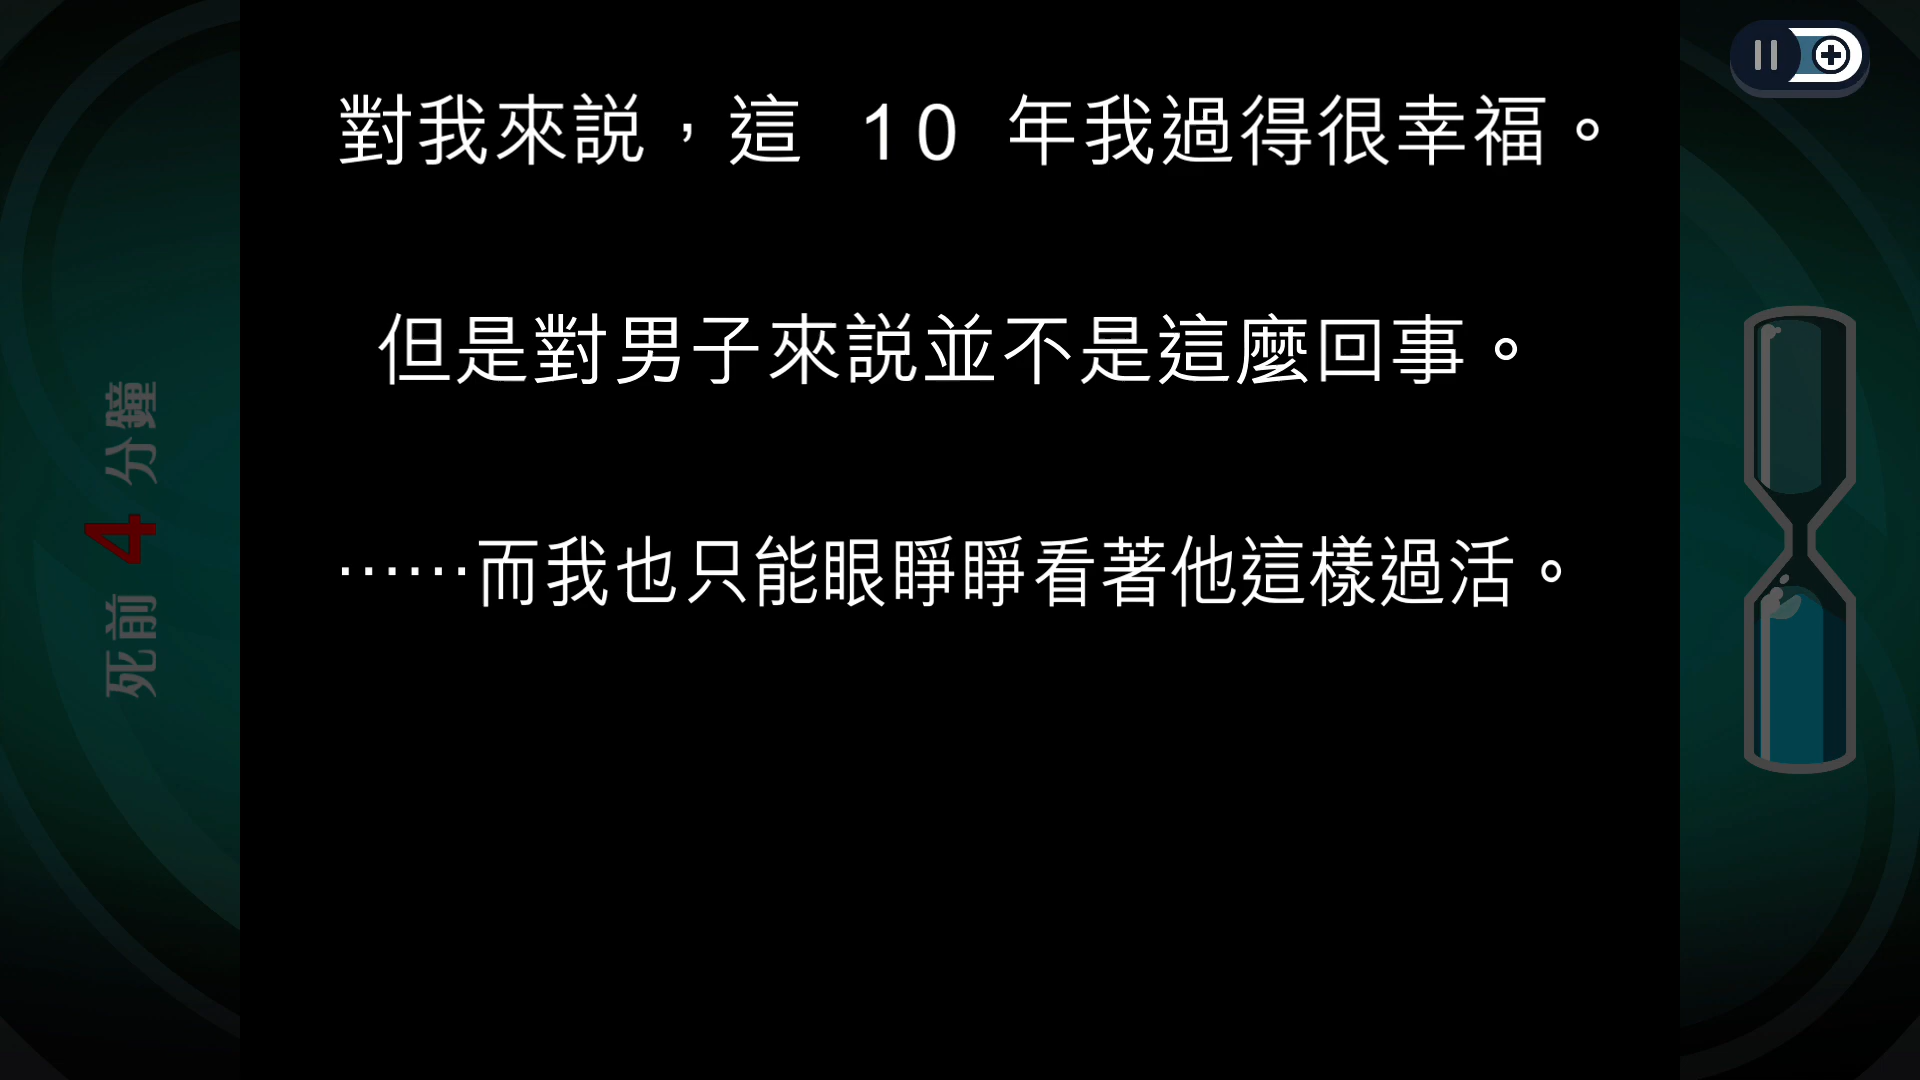 對我來説，這 10 年我過得很幸福。
但是對男子來説並不是這麼回事。
……而我也只能眼睜睜看著他這樣過活。
死前 4 分鐘